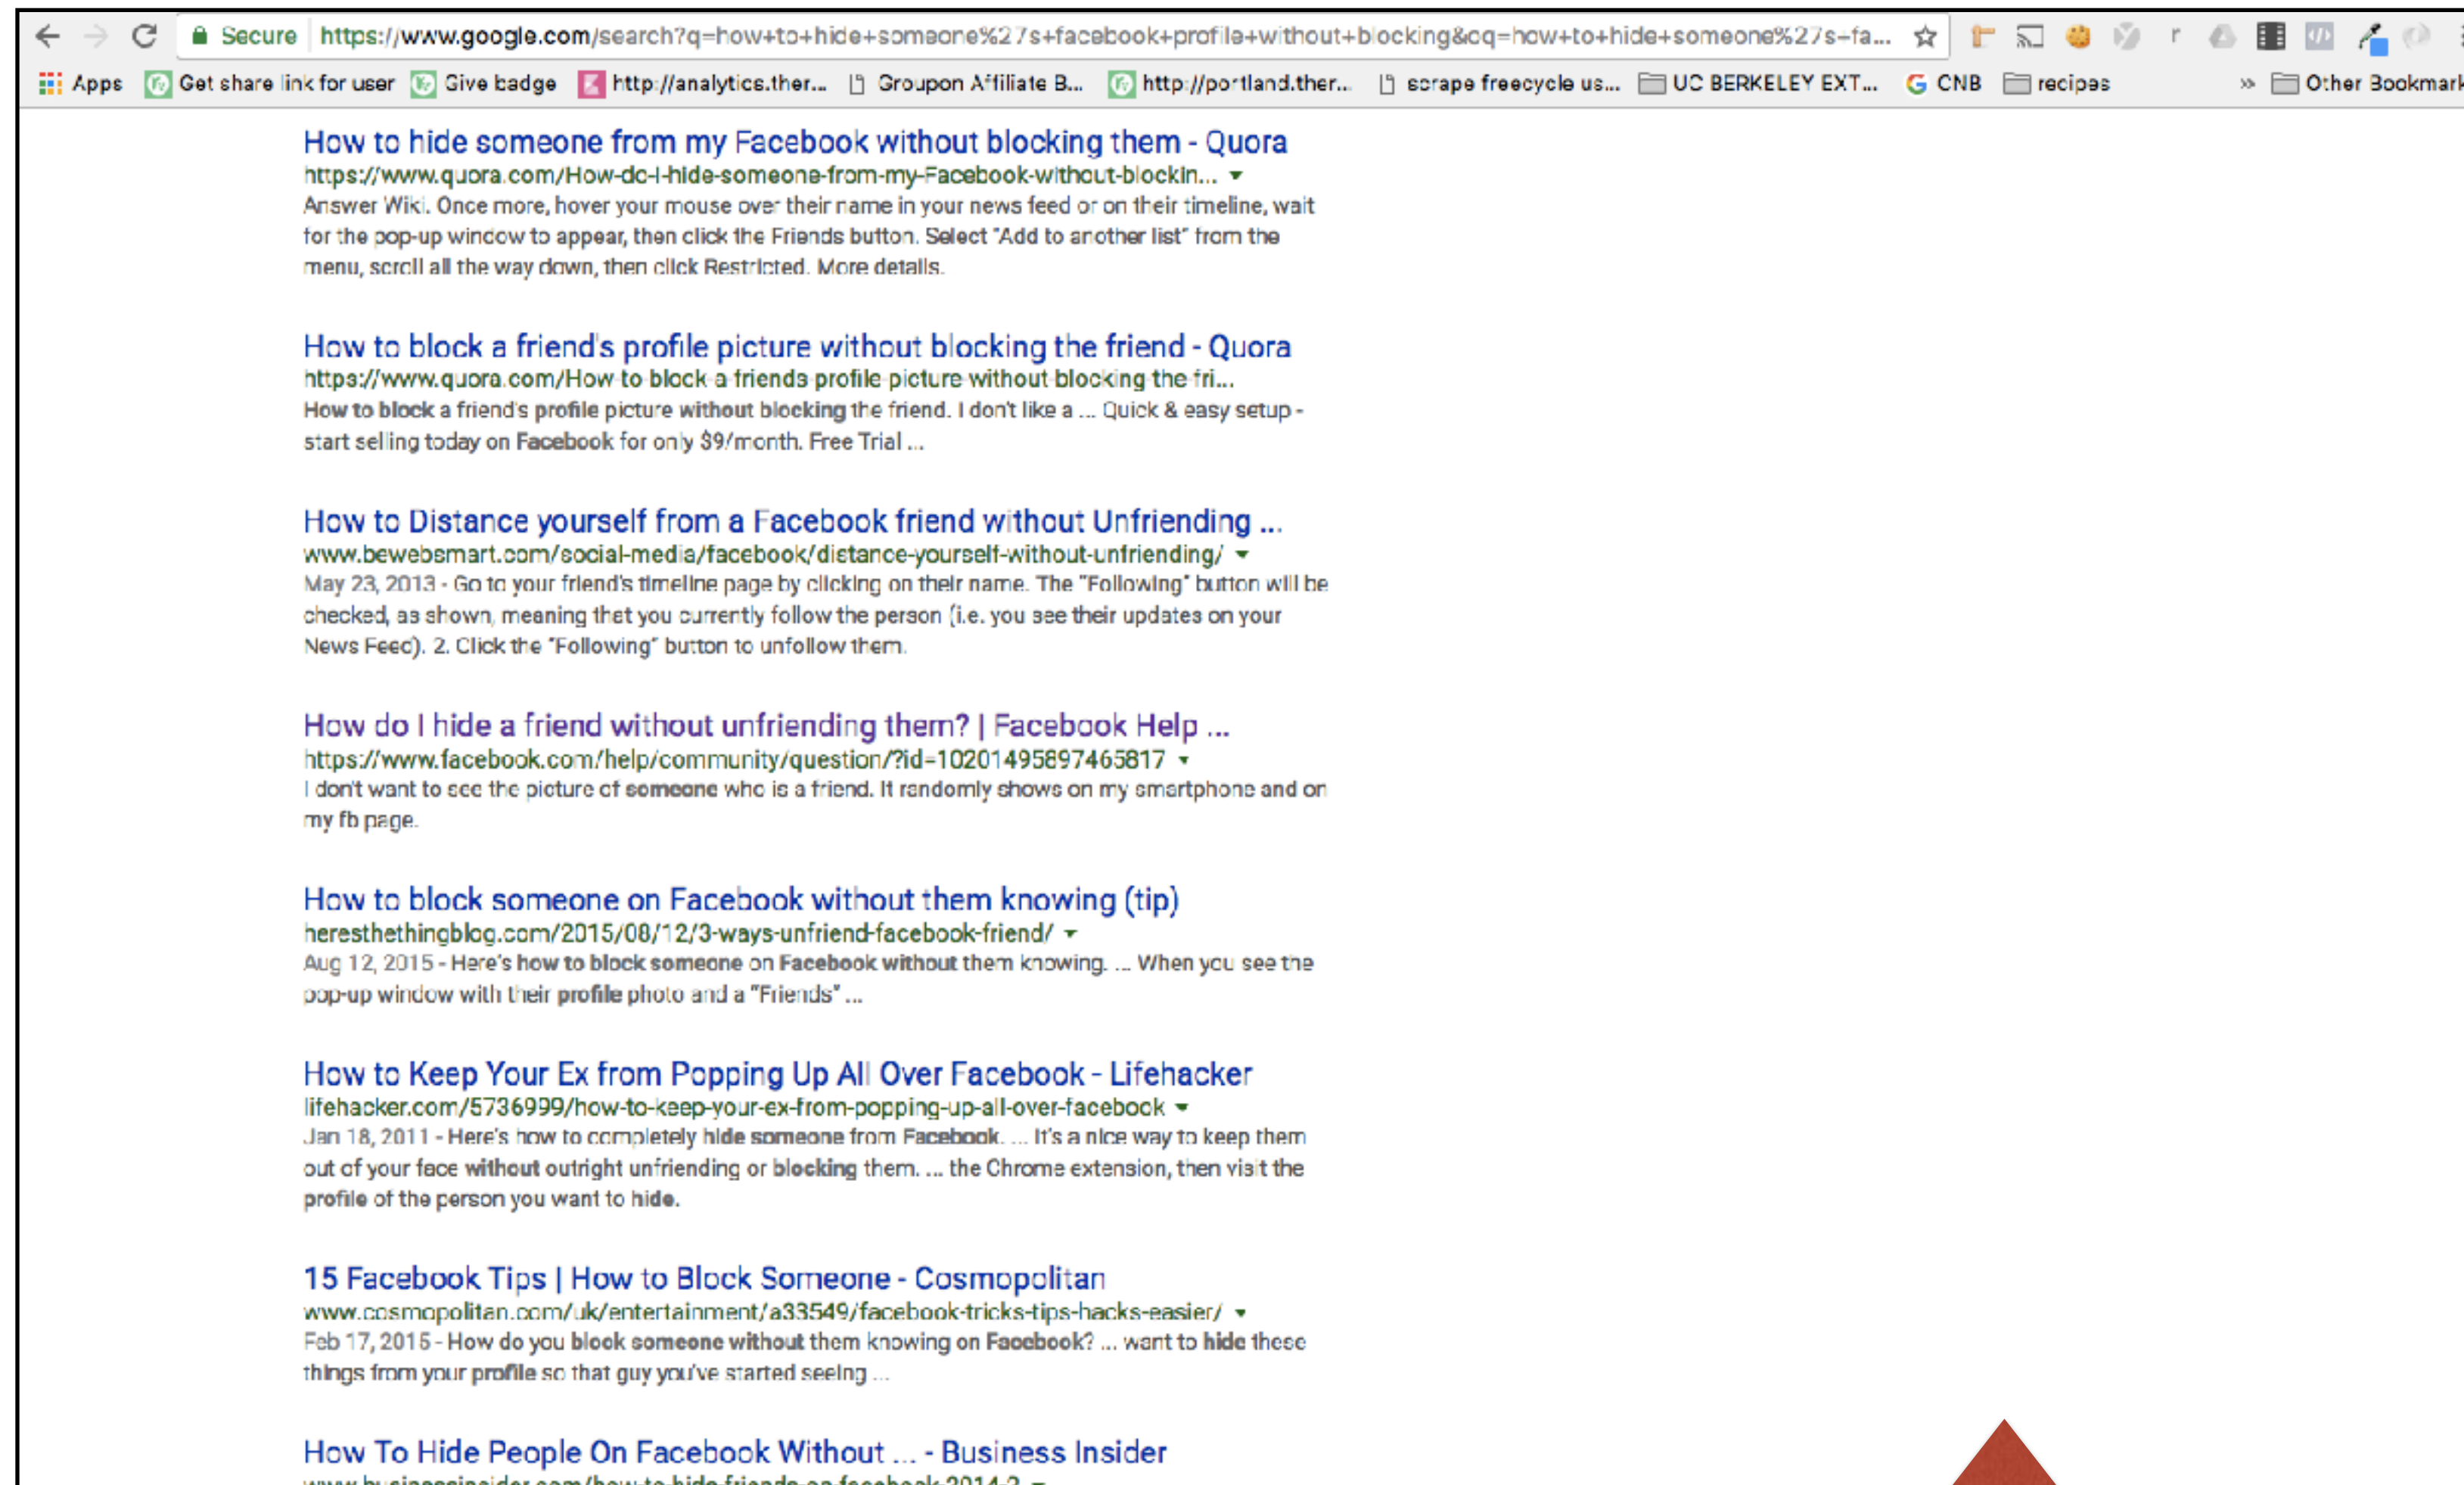 Secure https://www.google.com/search?q=how+to+hide+someone%27s+facebook+profile+without+blocking&oq=how+to+hide+someone%27s+fa...
Apps Get share link for user Give badge http://analytics.ther... Groupon Affiliate B... http://portland.ther... scrape freecycle us... UC BERKELEY EXT... CNB recipes » Other Bookmark
How to hide someone from my Facebook without blocking them - Quora
https://www.quora.com/How-do-I-hide-someone-from-my-Facebook-without-blockin...
Answer Wiki. Once more, hover your mouse over their name in your news feed or on their timeline, wait
for the pop-up window to appear, then click the Friends button. Select "Add to another list" from the
menu, scroll all the way down, then click Restricted. More details.
How to block a friend's profile picture without blocking the friend - Quora
https://www.quora.com/How-to-block-a-friends-profile-picture-without-blocking-the-fri...
How to block a friend's profile picture without blocking the friend. I don't like a ... Quick & easy setup -
start selling today on Facebook for only $9/month. Free Trial ...
How to Distance yourself from a Facebook friend without Unfriending ...
www.bewebsmart.com/social-media/facebook/distance-yourself-without-unfriending/
May 23, 2013 - Go to your friend's timeline page by clicking on their name. The "Following" button will be
checked, as shown, meaning that you currently follow the person (i.e. you see their updates on your
News Feed). 2. Click the "Following" button to unfollow them.
How do I hide a friend without unfriending them? | Facebook Help ...
https://www.facebook.com/help/community/question/?id=10201495897465817
I don't want to see the picture of someone who is a friend. It randomly shows on my smartphone and on
my fb page.
How to block someone on Facebook without them knowing (tip)
heresthethingblog.com/2015/08/12/3-ways-unfriend-facebook-friend/
Aug 12, 2015 - Here's how to block someone on Facebook without them knowing. ... When you see the
pop-up window with their profile photo and a "Friends" ...
How to Keep Your Ex from Popping Up All Over Facebook - Lifehacker
lifehacker.com/5736999/how-to-keep-your-ex-from-popping-up-all-over-facebook
Jan 18, 2011 - Here's how to completely hide someone from Facebook. ... It's a nice way to keep them
out of your face without outright unfriending or blocking them. ... the Chrome extension, then visit the
profile of the person you want to hide.
15 Facebook Tips | How to Block Someone - Cosmopolitan
www.cosmopolitan.com/uk/entertainment/a33549/facebook-tricks-tips-hacks-easier/
Feb 17, 2015 - How do you block someone without them knowing on Facebook? ... want to hide these
things from your profile so that guy you've started seeing ...
How To Hide People On Facebook Without ... - Business Insider